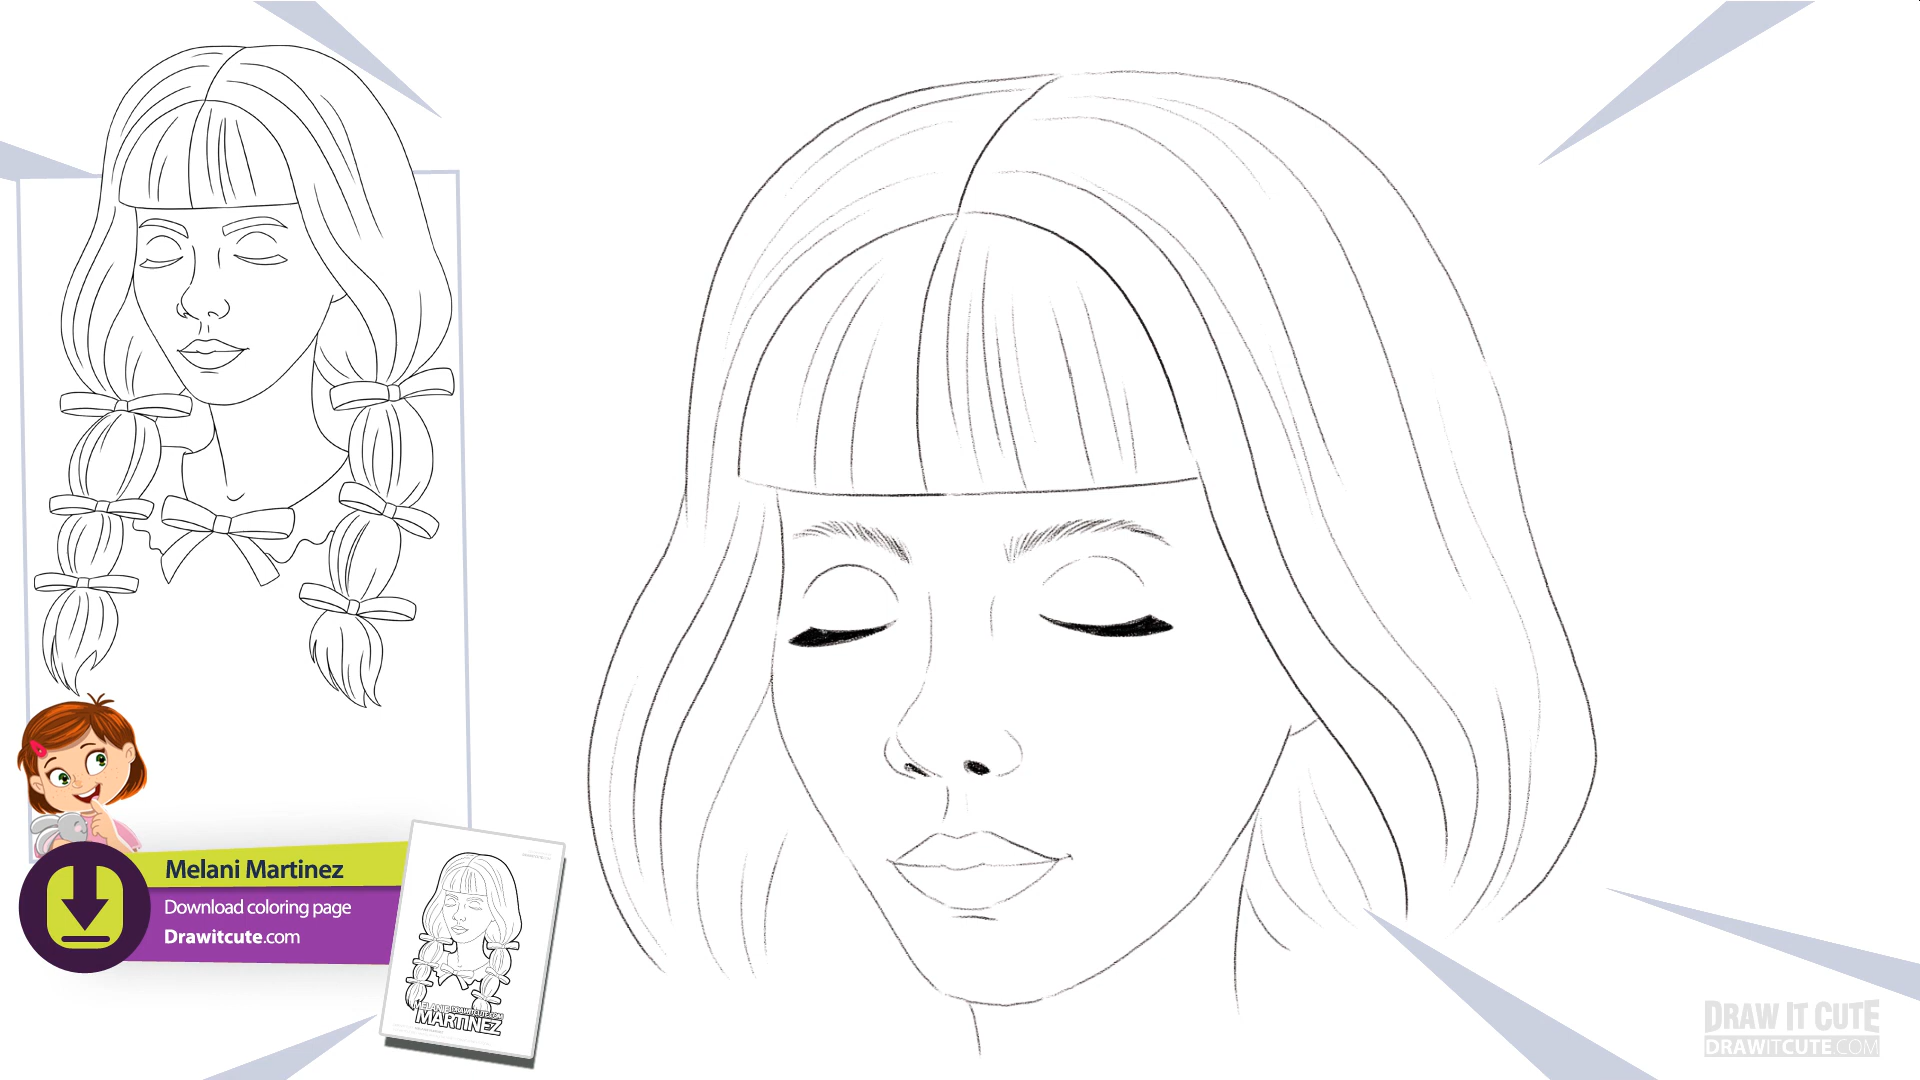 Melani Martinez
Download coloring page
Drawitcute.com
MARTINEZ
DRAW IT CUTE
DRAWITCUTE.COM